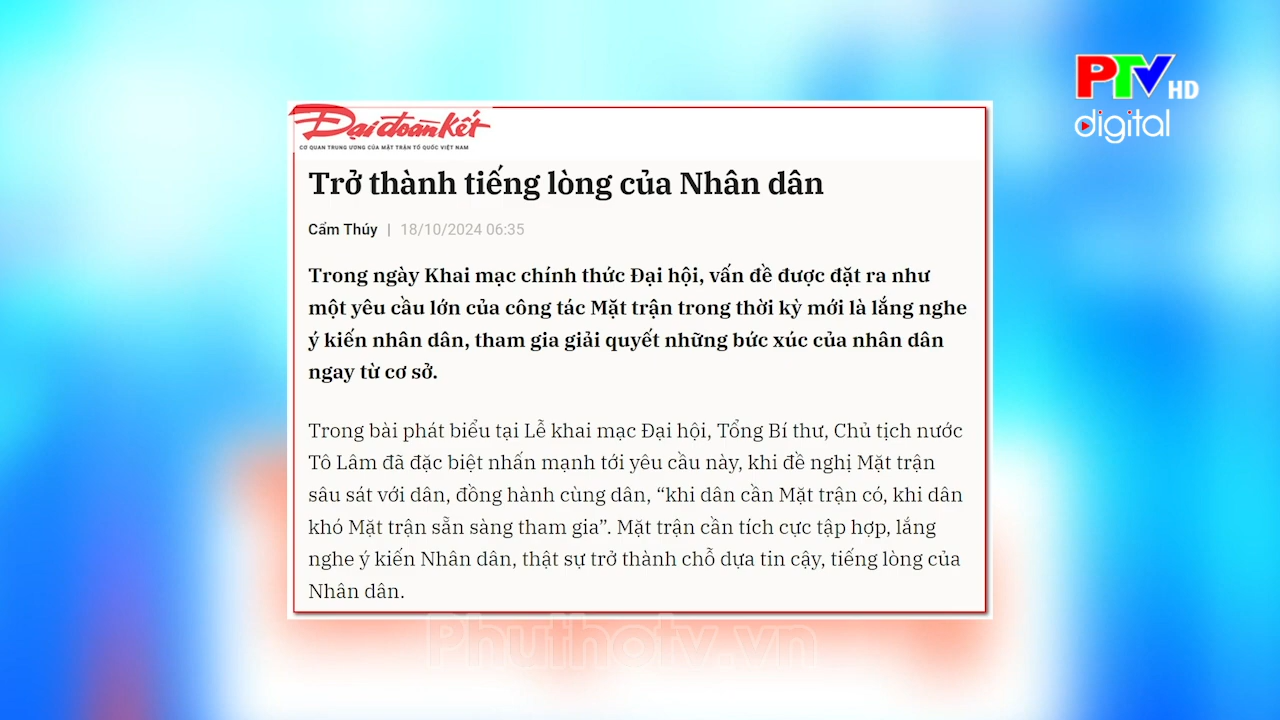 PTV HD
digital
Đại đoàn kết
CƠ QUAN TRUNG ƯƠNG CỦA MẶT TRẬN TỔ QUỐC VIỆT NAM
Trở thành tiếng lòng của Nhân dân
Cẩm Thúy | 18/10/2024 06:35
Trong ngày Khai mạc chính thức Đại hội, vấn đề được đặt ra như
một yêu cầu lớn của công tác Mặt trận trong thời kỳ mới là lắng nghe
ý kiến nhân dân, tham gia giải quyết những bức xúc của nhân dân
ngay từ cơ sở.
Trong bài phát biểu tại Lễ khai mạc Đại hội, Tổng Bí thư, Chủ tịch nước
Tô Lâm đã đặc biệt nhấn mạnh tới yêu cầu này, khi đề nghị Mặt trận
sâu sát với dân, đồng hành cùng dân, “khi dân cần Mặt trận có, khi dân
khó Mặt trận sẵn sàng tham gia”. Mặt trận cần tích cực tập hợp, lắng
nghe ý kiến Nhân dân, thật sự trở thành chỗ dựa tin cậy, tiếng lòng của
Nhân dân.
Phuthotv.vn